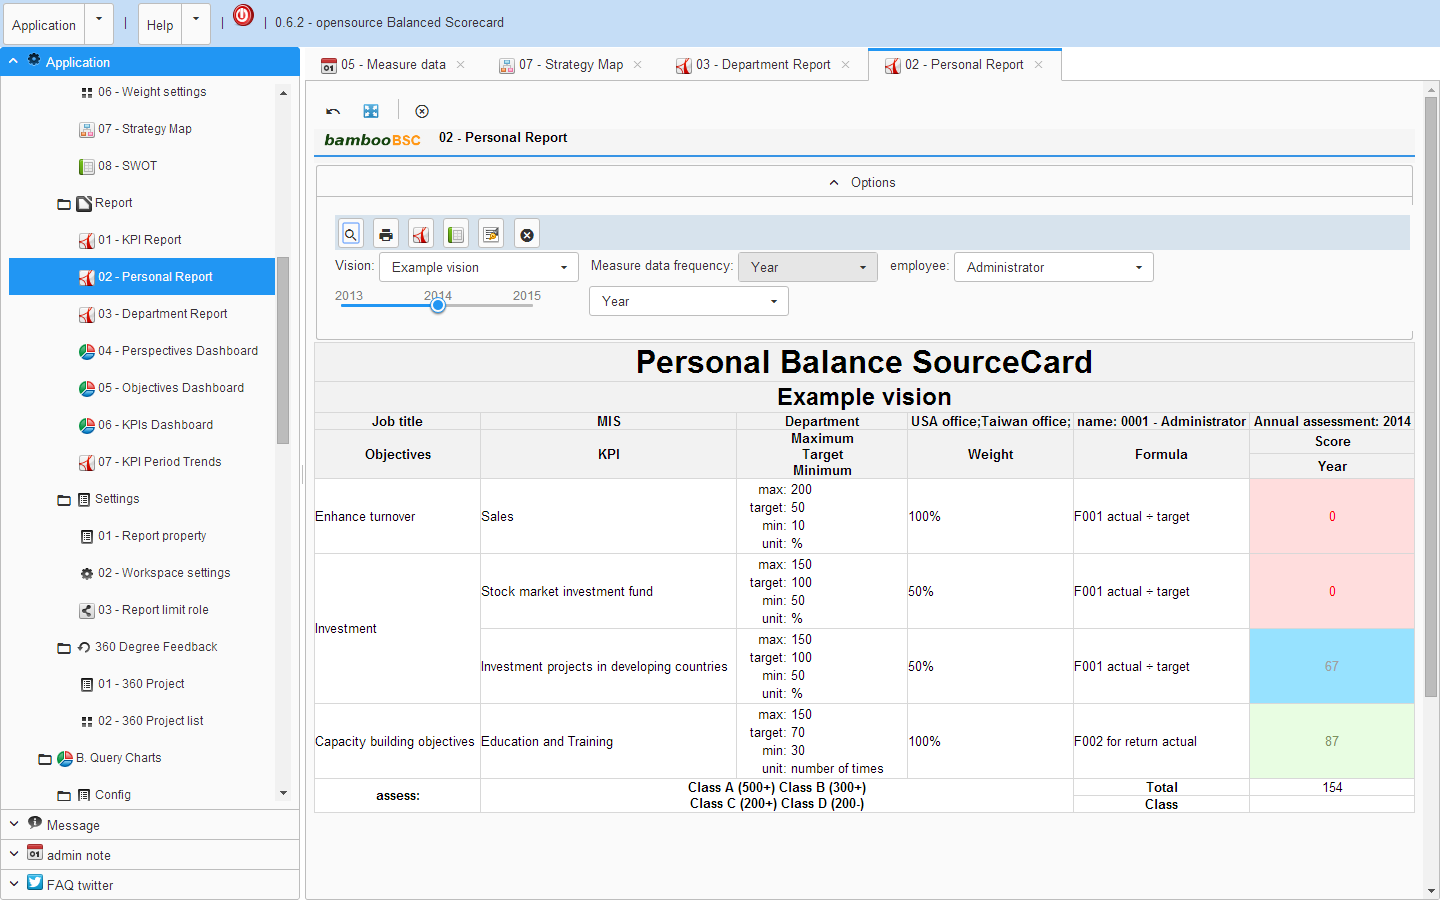 Application
Help
0.6.2 - opensource Balanced Scorecard
Application
06 - Weight settings
07 - Strategy Map
08 - SWOT
Report
01 - KPI Report
02 - Personal Report
03 - Department Report
04 - Perspectives Dashboard
05 - Objectives Dashboard
06 - KPIs Dashboard
07 - KPI Period Trends
Settings
01 - Report property
02 - Workspace settings
03 - Report limit role
360 Degree Feedback
01 - 360 Project
02 - 360 Project list
B. Query Charts
Config
Message
admin note
FAQ twitter
05 - Measure data
07 - Strategy Map
03 - Department Report
02 - Personal Report
bambooBSC
02 - Personal Report
Options
Vision: Example vision Measure data frequency: Year employee: Administrator
2013 2014 2015 Year
Personal Balance SourceCard
Example vision
Job title MIS Department USA office;Taiwan office; name: 0001 - Administrator Annual assessment: 2014
Objectives KPI Maximum Target Minimum Weight Formula Score
Year
Enhance turnover Sales max: 200 100% F001 actual ÷ target 0
target: 50
min: 10
unit: %
Investment Stock market investment fund max: 150 50% F001 actual ÷ target 0
target: 100
min: 50
unit: %
Investment projects in developing countries max: 150 50% F001 actual ÷ target 67
target: 100
min: 50
unit: %
Capacity building objectives Education and Training max: 150 100% F002 for return actual 87
target: 70
min: 30
unit: number of times
assess: Class A (500+) Class B (300+) Total 154
Class C (200+) Class D (200-) Class